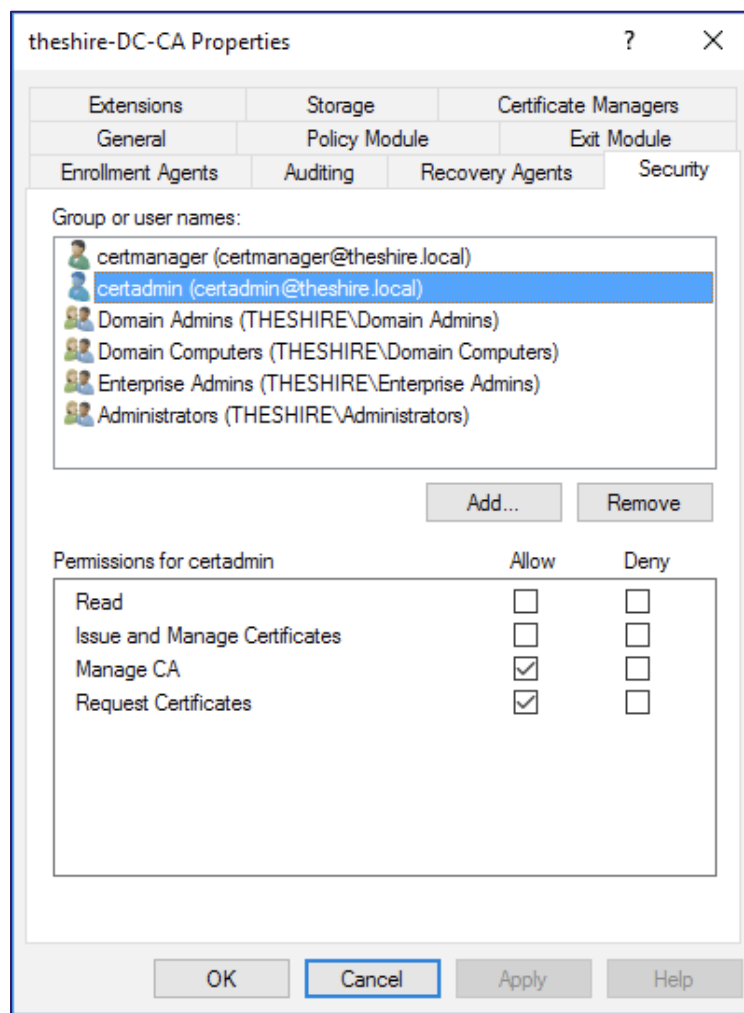 theshire-DC-CA Properties ? X
Extensions Storage Certificate Managers
General Policy Module Exit Module
Enrollment Agents Auditing Recovery Agents Security
Group or user names:
certmanager (certmanager@theshire.local)
certadmin (certadmin@theshire.local)
Domain Admins (THESHIRE\Domain Admins)
Domain Computers (THESHIRE\Domain Computers)
Enterprise Admins (THESHIRE\Enterprise Admins)
Administrators (THESHIRE\Administrators)
Add... Remove
Permissions for certadmin Allow Deny
Read
Issue and Manage Certificates
Manage CA
Request Certificates
OK Cancel Apply Help